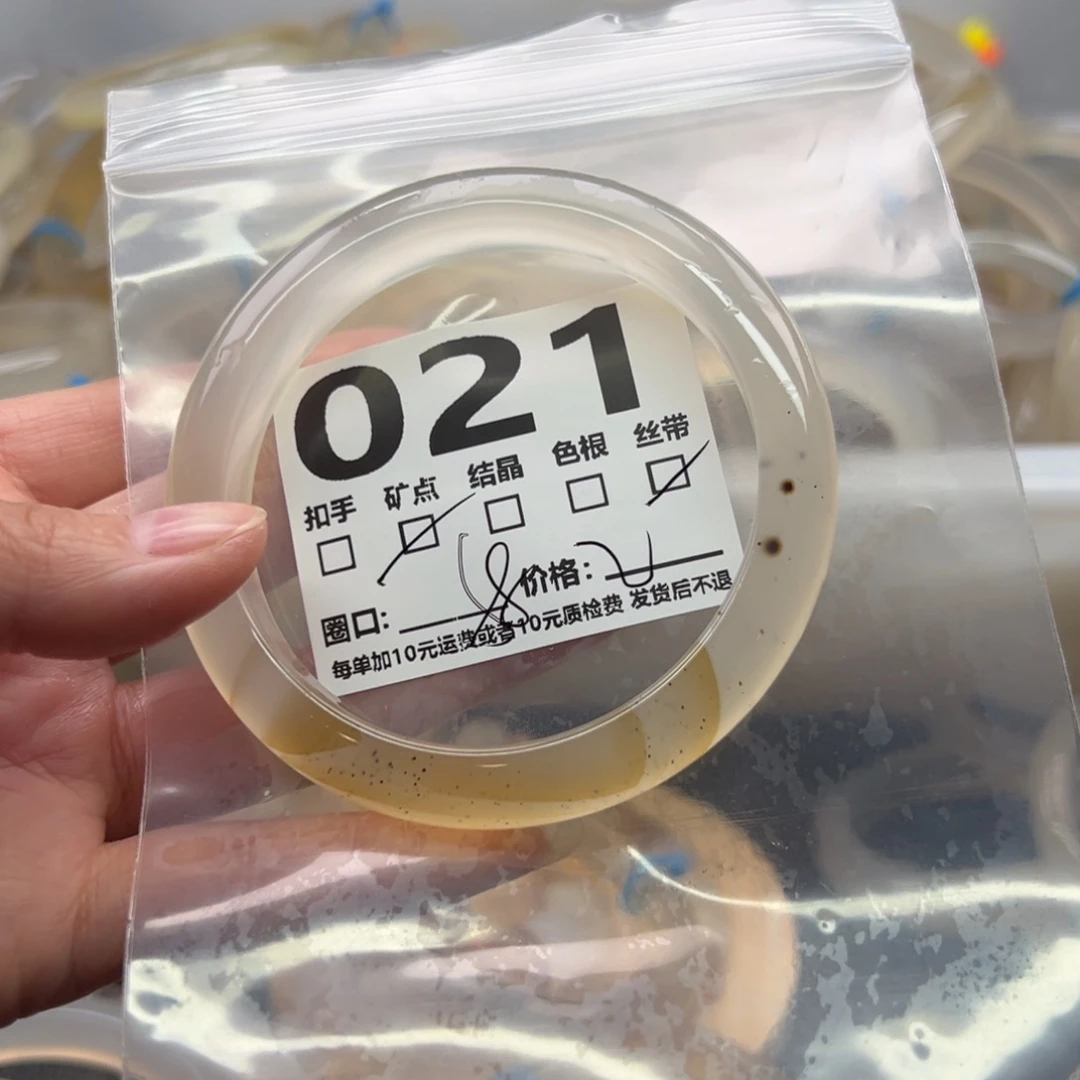 021
扣手 矿点 结晶 色根 丝带
圈口: 价格:
每单加10元运费或者10元质检费 发货后不退